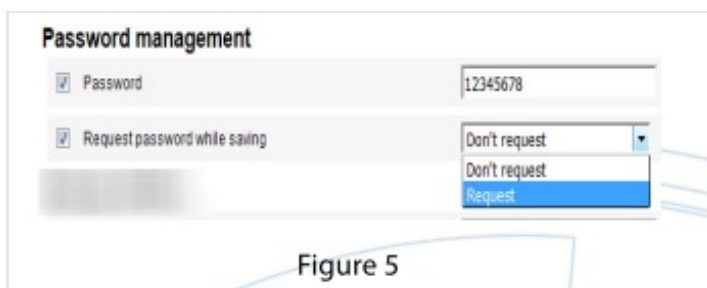 Password management
Password
12345678
Request password while saving
Don't request
Don't request
Request
Figure 5